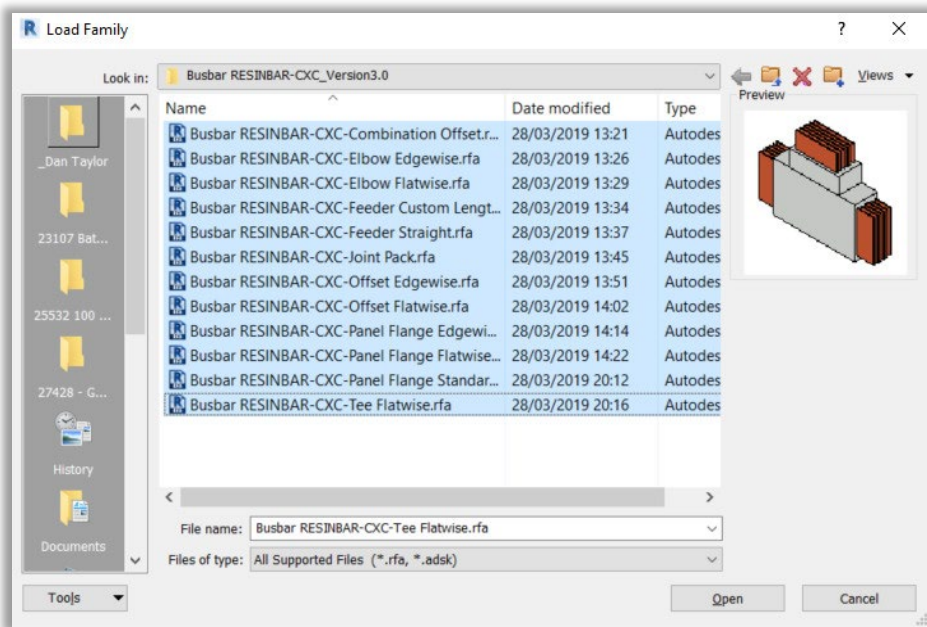 Load Family
?
Look in: Busbar RESINBAR-CXC_Version3.0 Views
Name Date modified Type
Busbar RESINBAR-CXC-Combination Offset.r... 28/03/2019 13:21 Autodes
Busbar RESINBAR-CXC-Elbow Edgewise.rfa 28/03/2019 13:26 Autodes
Busbar RESINBAR-CXC-Elbow Flatwise.rfa 28/03/2019 13:29 Autodes
Busbar RESINBAR-CXC-Feeder Custom Lengt... 28/03/2019 13:34 Autodes
Busbar RESINBAR-CXC-Feeder Straight.rfa 28/03/2019 13:37 Autodes
Busbar RESINBAR-CXC-Joint Pack.rfa 28/03/2019 13:45 Autodes
Busbar RESINBAR-CXC-Offset Edgewise.rfa 28/03/2019 13:51 Autodes
Busbar RESINBAR-CXC-Offset Flatwise.rfa 28/03/2019 14:02 Autodes
Busbar RESINBAR-CXC-Panel Flange Edgewi... 28/03/2019 14:14 Autodes
Busbar RESINBAR-CXC-Panel Flange Flatwise... 28/03/2019 14:22 Autodes
Busbar RESINBAR-CXC-Panel Flange Standar... 28/03/2019 20:12 Autodes
Busbar RESINBAR-CXC-Tee Flatwise.rfa 28/03/2019 20:16 Autodes
_Dan Taylor
23107 Bat...
25532 100 ...
27428 - G...
History
Documents
Preview
File name: Busbar RESINBAR-CXC-Tee Flatwise.rfa
Files of type: All Supported Files (*.rfa, *.adsk)
Tools
Open
Cancel